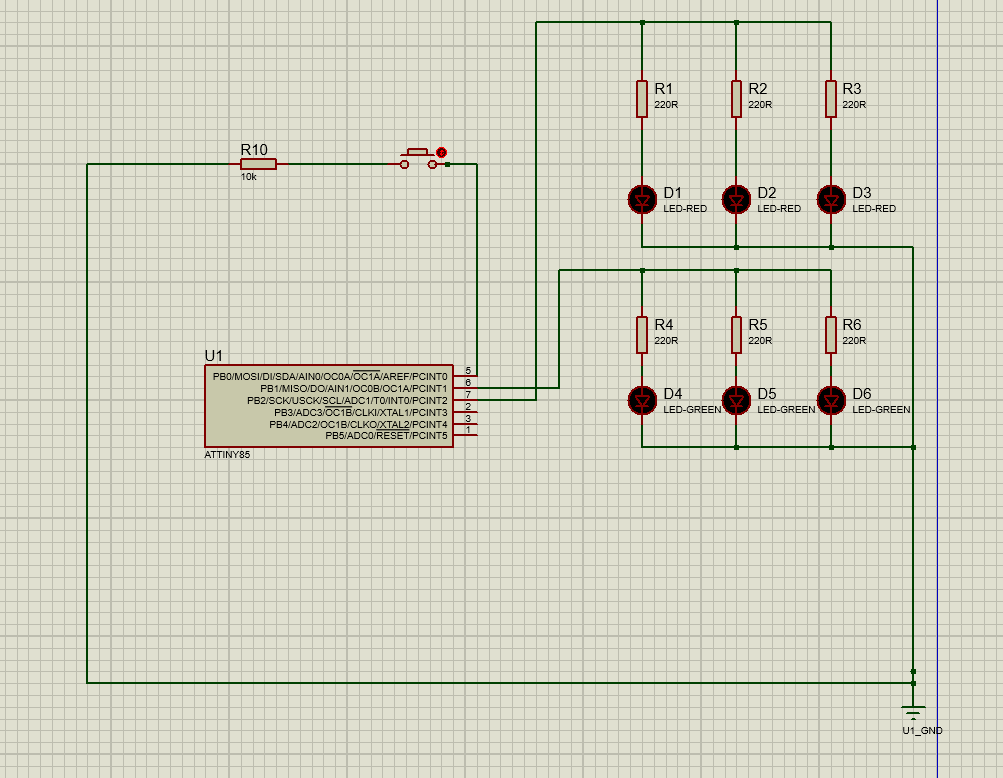 R1
220R
R2
220R
R3
220R
R10
10k
D1
LED-RED
D2
LED-RED
D3
LED-RED
R4
220R
R5
220R
R6
220R
U1
PB0/MOSI/DI/SDA/AIN0/OC0A/OC1A/AREF/PCINT0 5
PB1/MISO/DO/AIN1/OC0B/OC1A/PCINT1 6
PB2/SCK/USCK/SCL/ADC1/T0/INT0/PCINT2 7
PB3/ADC3/OC1B/CLKI/XTAL1/PCINT3 2
PB4/ADC2/OC1B/CLKO/XTAL2/PCINT4 3
PB5/ADC0/RESET/PCINT5 1
ATTINY85
D4
LED-GREEN
D5
LED-GREEN
D6
LED-GREEN
U1_GND